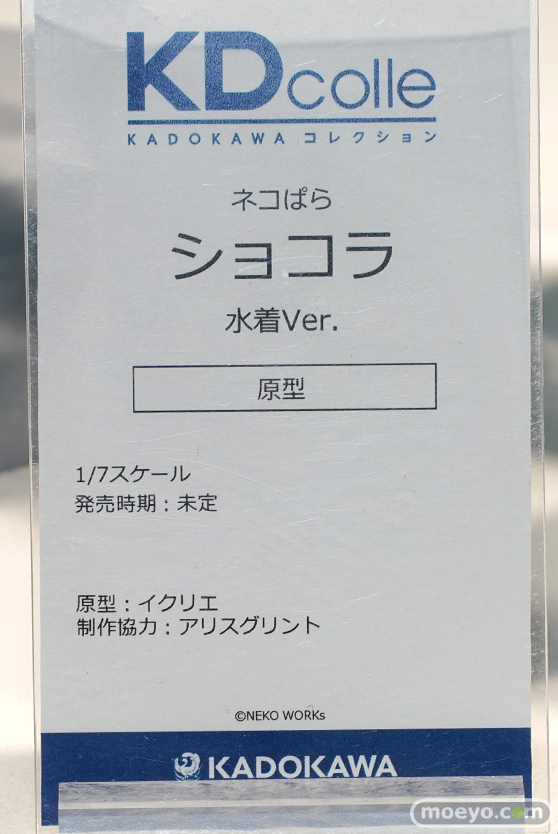 KDcolle
KADOKAWA コレクション
ネコぱら
ショコラ
水着Ver.
原型
1/7スケール
発売時期：未定
原型：イクリエ
制作協力：アリスグリント
©NEKO WORKs
KADOKAWA
moeyo.com